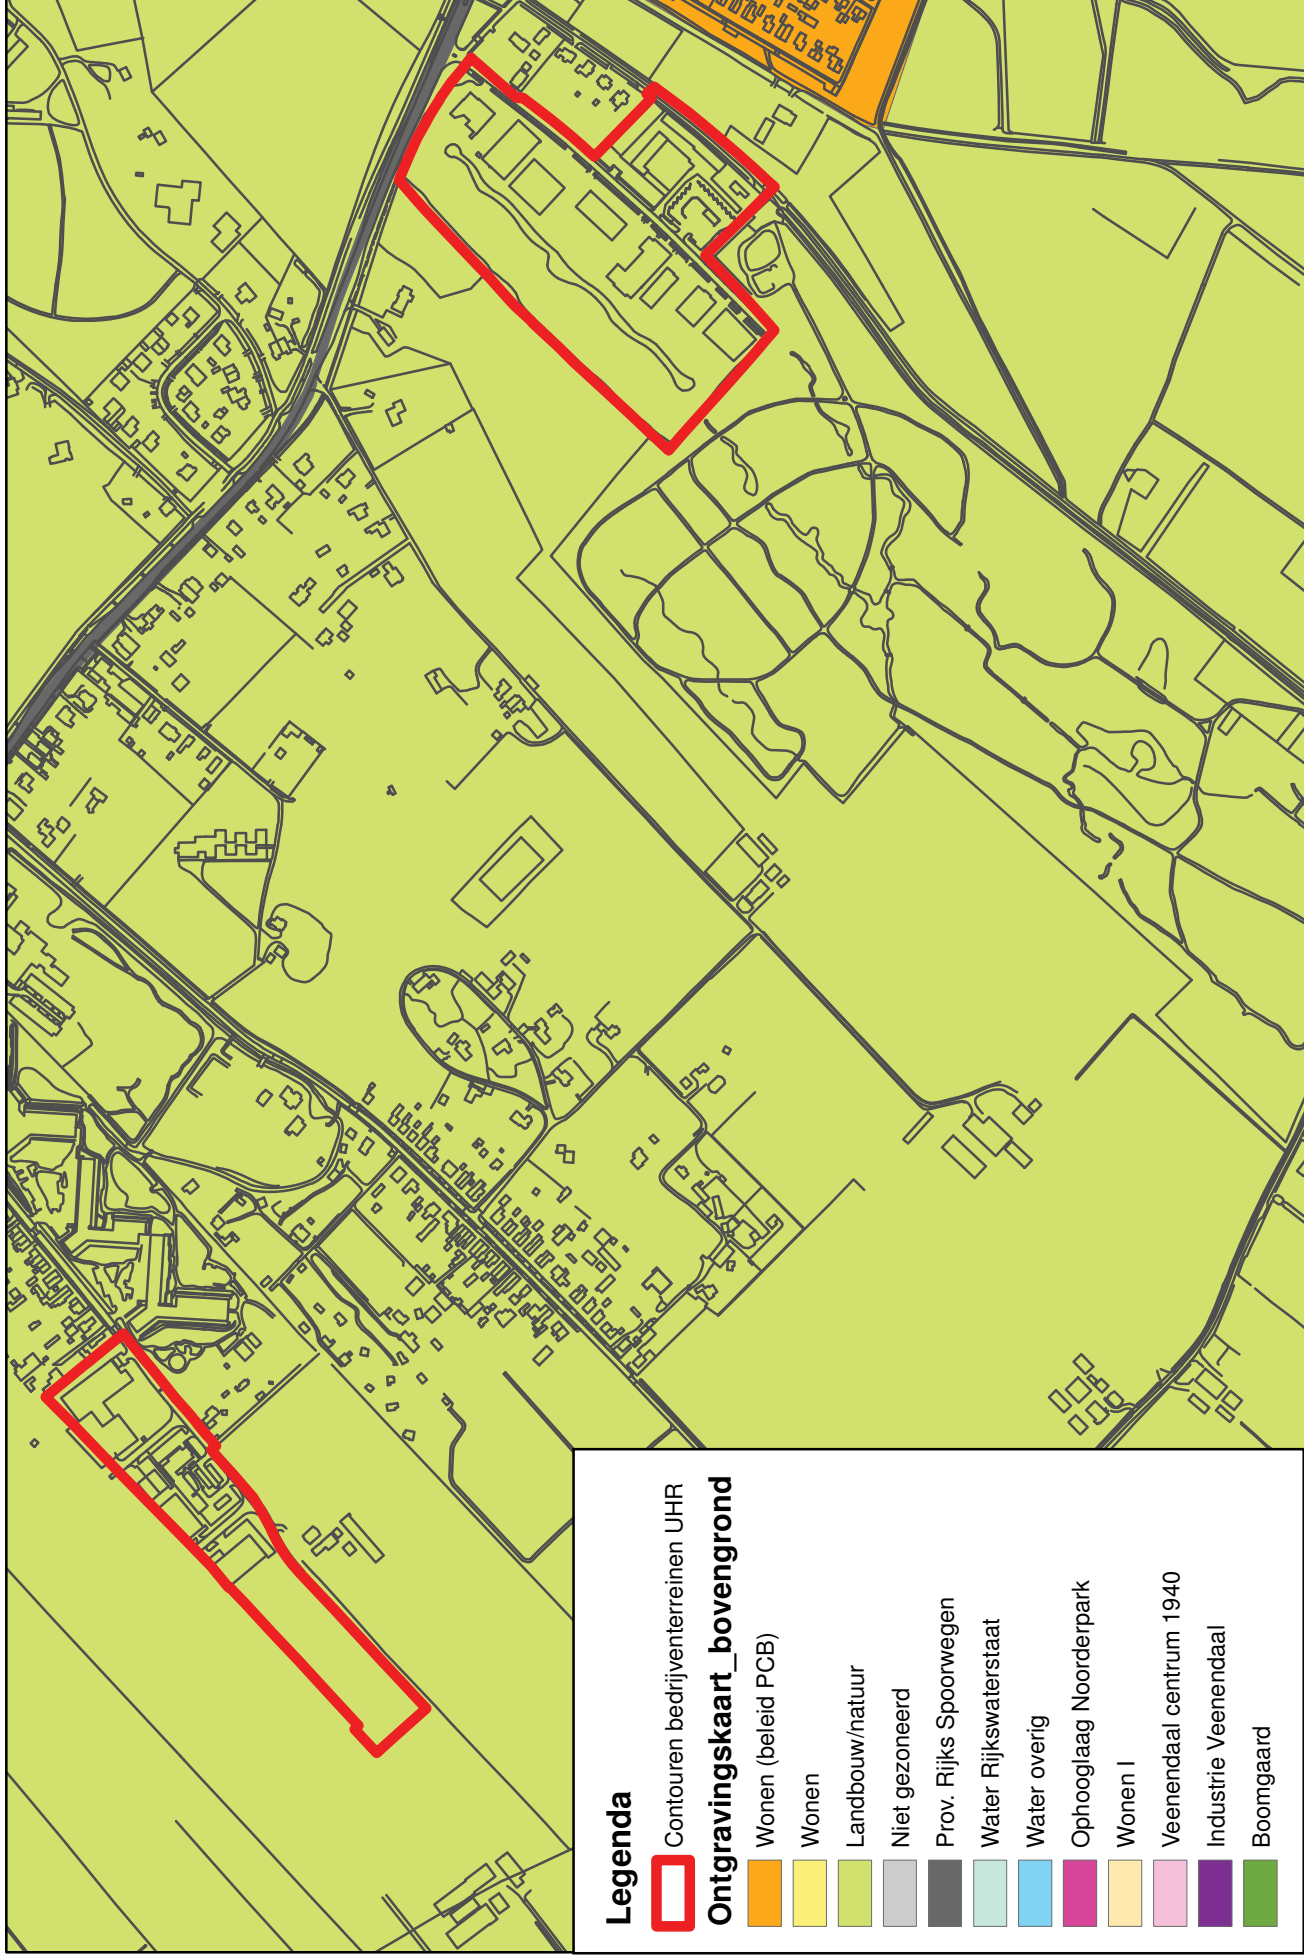 Legenda
Contouren bedrijventerreinen UHR
Ontgravingskaart_bovengrond
Wonen (beleid PCB)
Wonen
Landbouw/natuur
Niet gezoneerd
Prov. Rijks Spoorwegen
Water Rijkswaterstaat
Water overig
Ophooglaag Noorderpark
Wonen I
Veenendaal centrum 1940
Industrie Veenendaal
Boomgaard